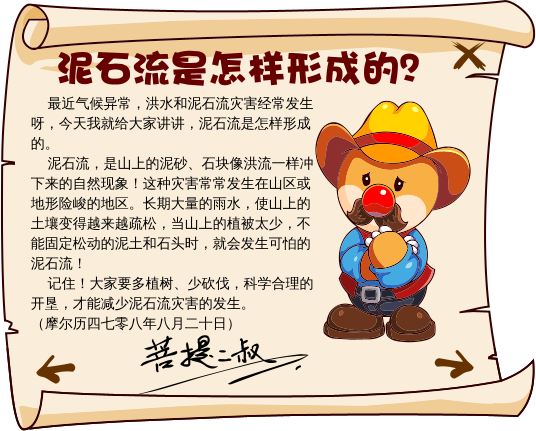 泥石流是怎样形成的？
最近气候异常，洪水和泥石流灾害经常发生
呀，今天我就给大家讲讲，泥石流是怎样形成
的。
泥石流，是山上的泥砂、石块像洪流一样冲
下来的自然现象！这种灾害常常发生在山区或
地形险峻的地区。长期大量的雨水，使山上的
土壤变得越来越疏松，当山上的植被太少，不
能固定松动的泥土和石头时，就会发生可怕的
泥石流！
记住！大家要多植树、少砍伐，科学合理的
开垦，才能减少泥石流灾害的发生。
（摩尔历四七零八年八月二十日）
菩提二叔